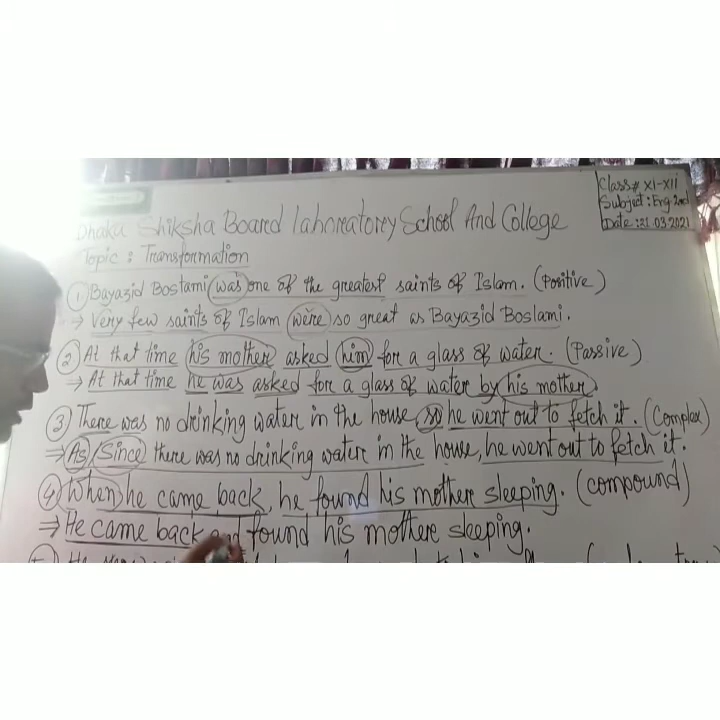 Class# XI-XII
Subject : Eng 2nd
Date : 21.03.2021
Dhaka Shiksha Board Lahoreatorey School And College
Topic : Transformation
① Bayazid Bostami was one of the greatest saints of Islam. (Positive)
→ Very few saints of Islam were so great as Bayazid Bostami.
② At that time his mother asked him for a glass of water. (Passive)
⇒ At that time he was asked for a glass of water by his mother
③ There was no drinking water in the house, so he went out to fetch it. (Complex)
⇒ As/Since there was no drinking water in the house, he went out to fetch it.
④ When he came back, he found his mothere sleeping. (compound)
⇒ He came back and found his mothere sleeping.